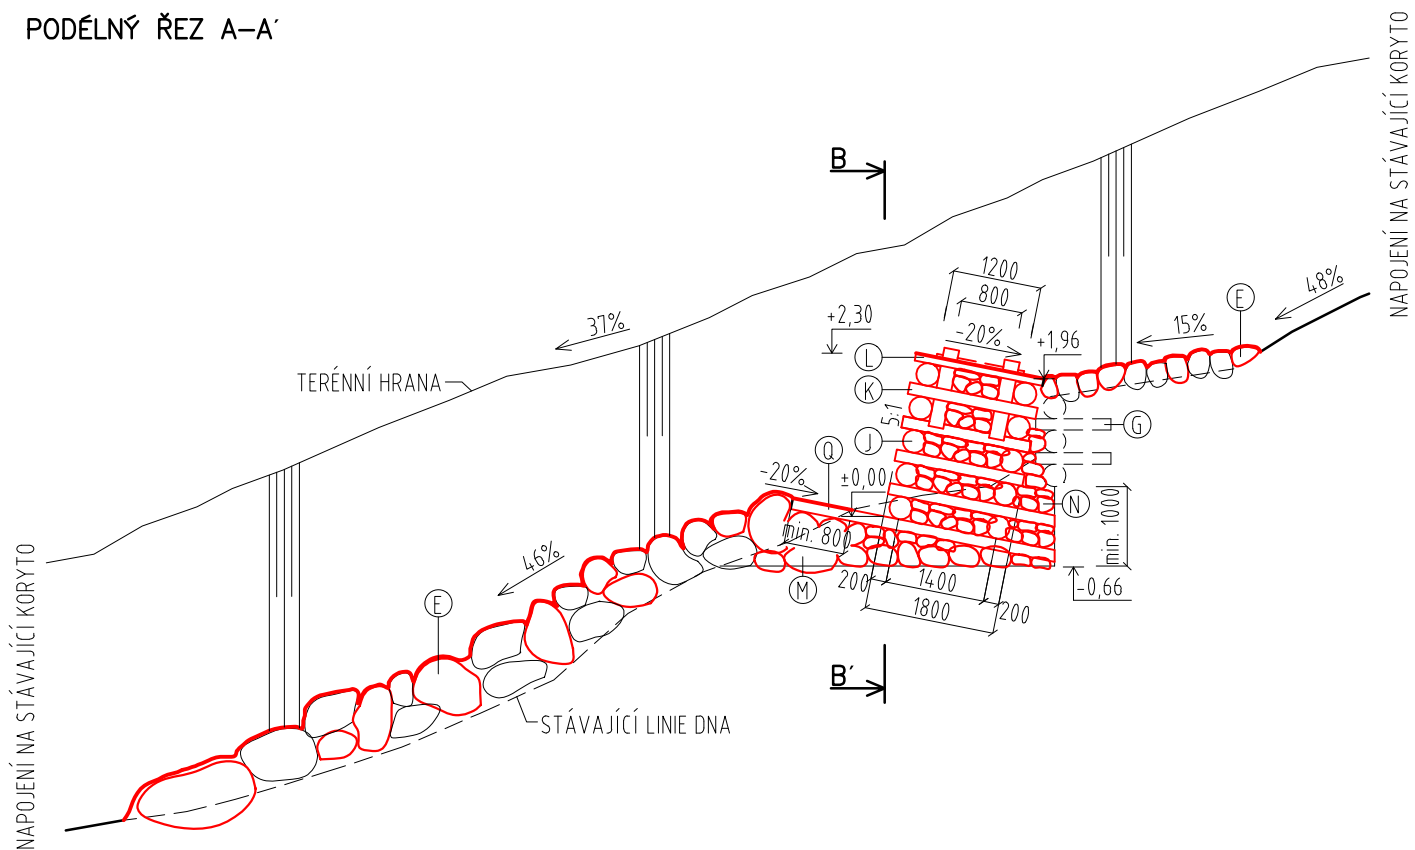 PODÉLNÝ ŘEZ A–A´
NAPOJENÍ NA STÁVAJÍCÍ KORYTO
B
1200
800
+2,30
-20%
+1,96
15%
48%
E
37%
TERÉNNÍ HRANA
L
K
5:1
J
G
Q
-20%
±0,00
N
min. 1000
min. 800
46%
M
200
1400
1800
200
-0,66
E
B´
STÁVAJÍCÍ LINIE DNA
NAPOJENÍ NA STÁVAJÍCÍ KORYTO